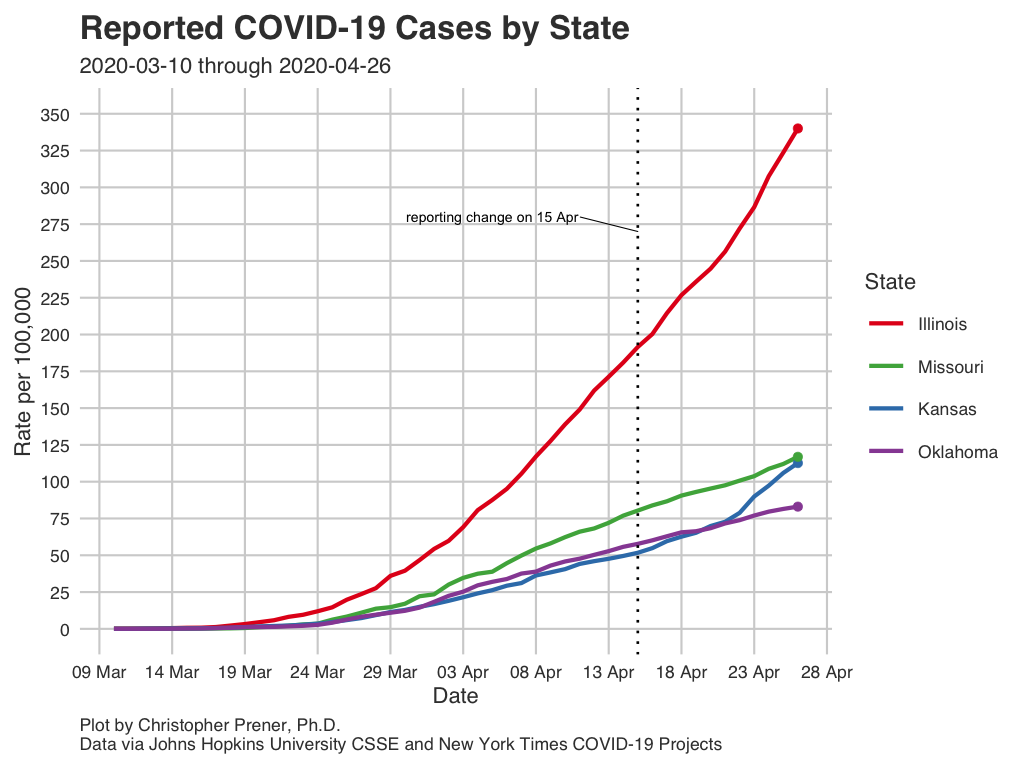 Reported COVID-19 Cases by State
2020-03-10 through 2020-04-26
350
325
300
275
250
225
200
175
150
125
100
75
50
25
0
Rate per 100,000
reporting change on 15 Apr
09 Mar 14 Mar 19 Mar 24 Mar 29 Mar 03 Apr 08 Apr 13 Apr 18 Apr 23 Apr 28 Apr
Date
State
Illinois
Missouri
Kansas
Oklahoma
Plot by Christopher Prener, Ph.D.
Data via Johns Hopkins University CSSE and New York Times COVID-19 Projects